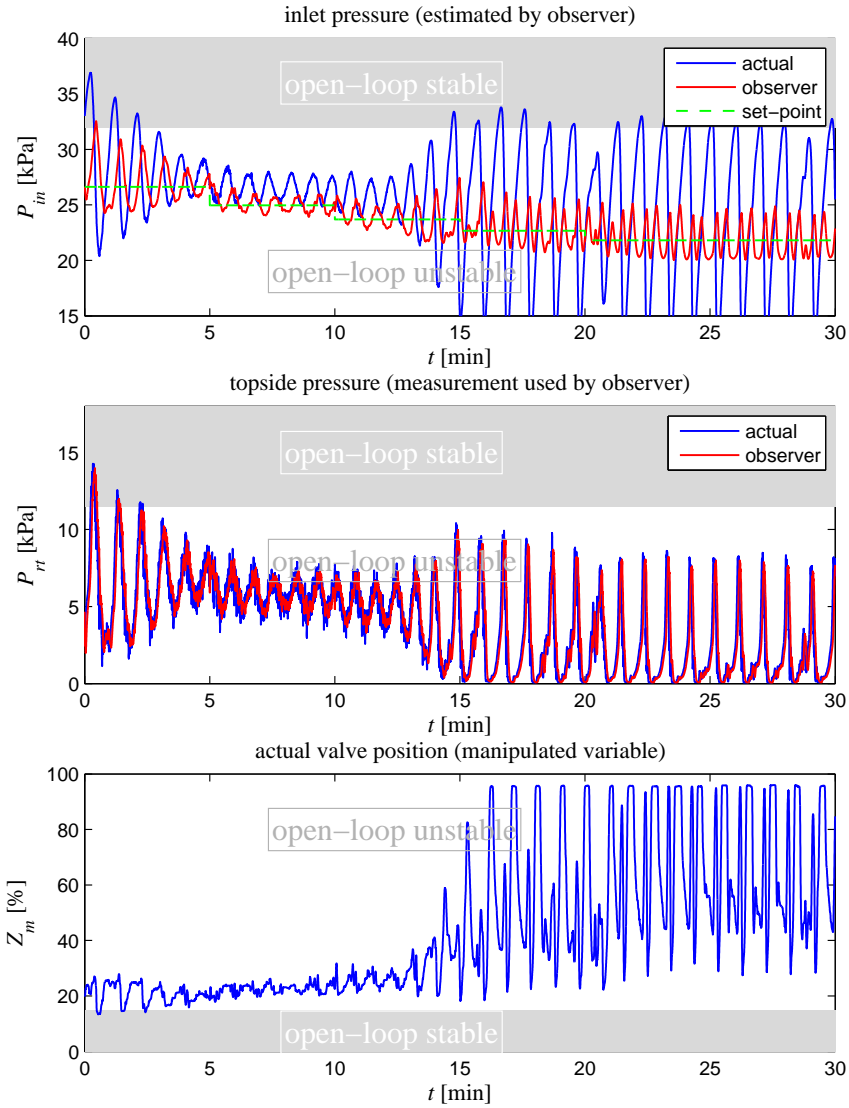 inlet pressure (estimated by observer)
40
35
30
25
20
15
P_in [kPa]
open−loop stable
open−loop unstable
actual
observer
set−point
0 5 10 15 20 25 30
t [min]
topside pressure (measurement used by observer)
15
10
5
0
P_rt [kPa]
open−loop stable
open−loop unstable
actual
observer
0 5 10 15 20 25 30
t [min]
actual valve position (manipulated variable)
100
80
60
40
20
0
Z_m [%]
open−loop unstable
open−loop stable
0 5 10 15 20 25 30
t [min]